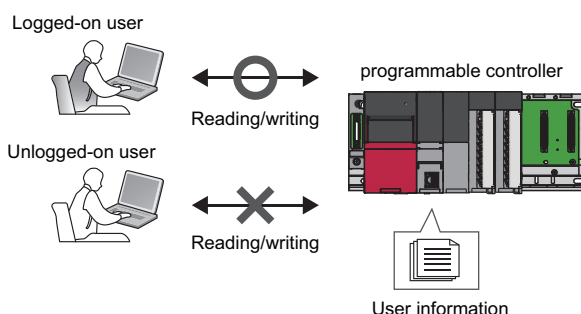 Logged-on user
Reading/writing
programmable controller
Unlogged-on user
Reading/writing
User information